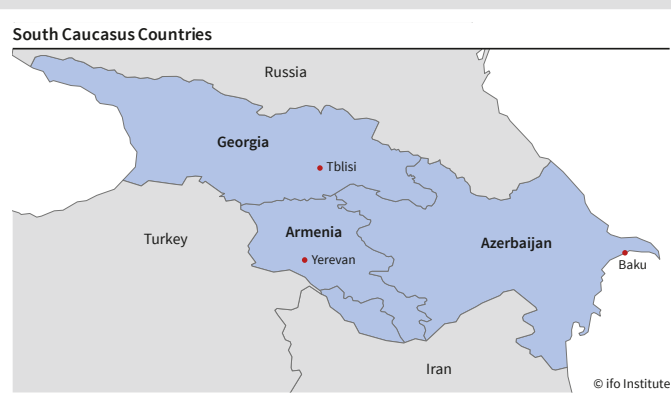 South Caucasus Countries
Russia
Georgia
Tblisi
Armenia
Turkey
Azerbaijan
Yerevan
Baku
Iran
© ifo Institute